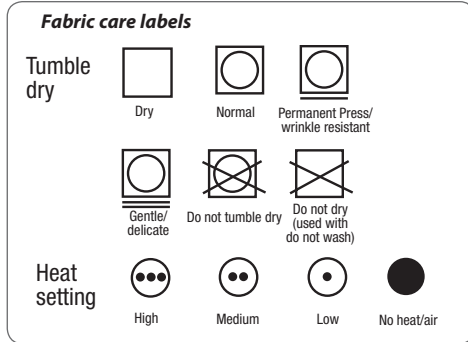 Fabric care labels
Tumble
dry
Dry
Normal
Permanent Press/
wrinkle resistant
Gentle/
delicate
Do not tumble dry
Do not dry
(used with
do not wash)
Heat
setting
High
Medium
Low
No heat/air